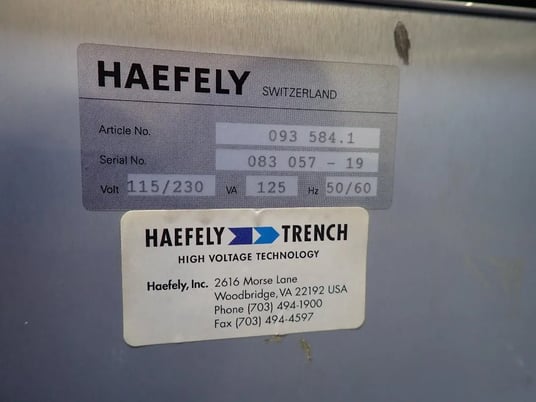 HAEFELY SWITZERLAND
Article No. 093 584.1
Serial No. 083 057 - 19
Volt 115/230 VA 125 Hz 50/60
HAEFELY TRENCH
HIGH VOLTAGE TECHNOLOGY
Haefely, Inc. 2616 Morse Lane
Woodbridge, VA 22192 USA
Phone (703) 494-1900
Fax (703) 494-4597